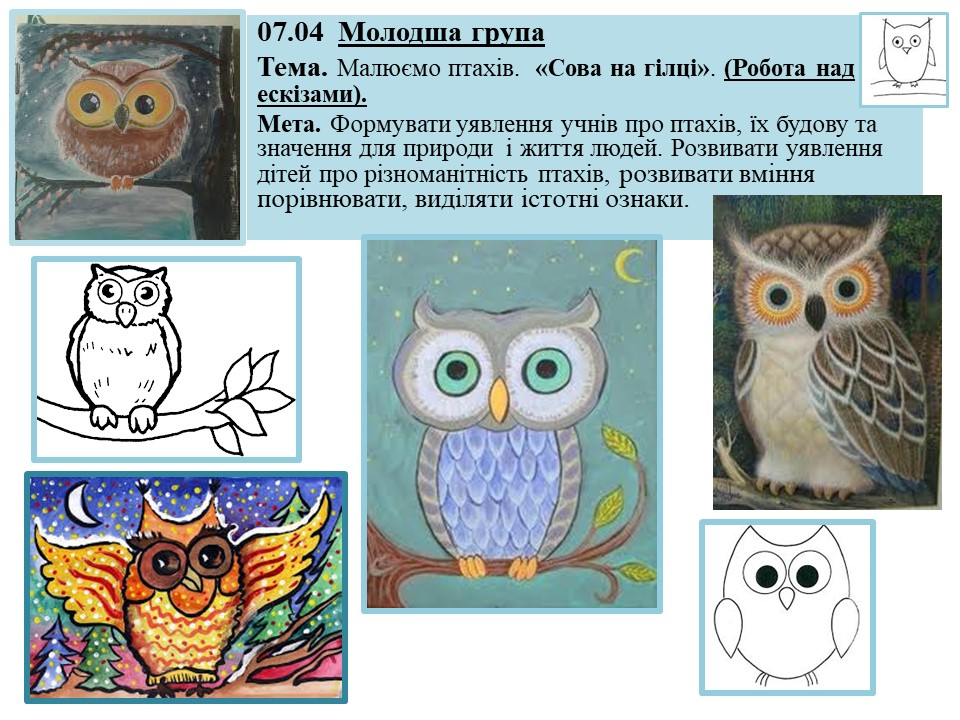 07.04 Молодша група
Тема. Малюємо птахів. «Сова на гілці». (Робота над
ескізами).
Мета. Формувати уявлення учнів про птахів, їх будову та
значення для природи і життя людей. Розвивати уявлення
дітей про різноманітність птахів, розвивати вміння
порівнювати, виділяти істотні ознаки.